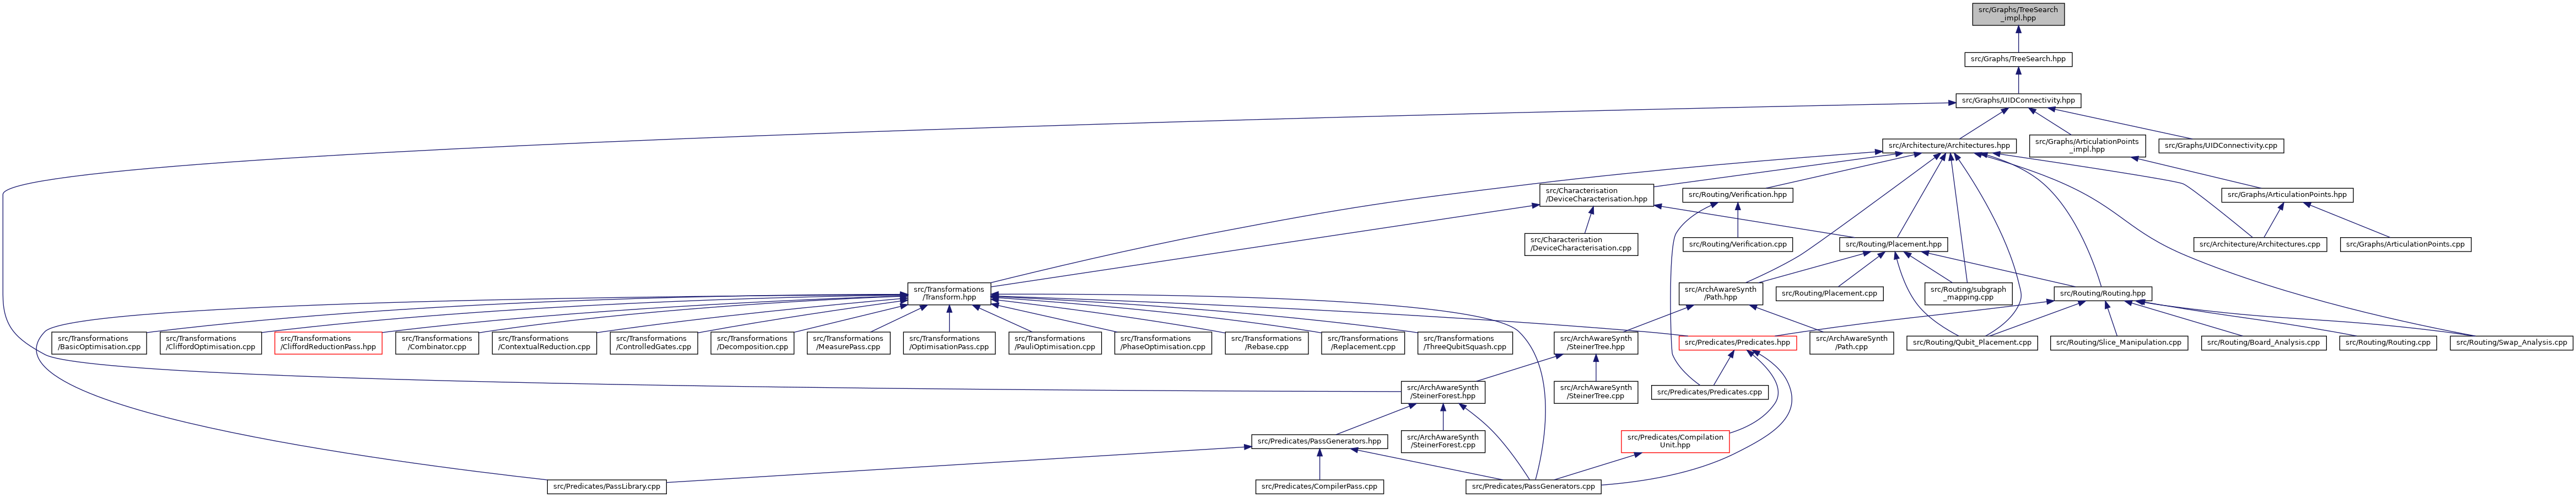 src/Graphs/TreeSearch
_impl.hpp
src/Graphs/TreeSearch.hpp
src/Graphs/UIDConnectivity.hpp
src/Architecture/Architectures.hpp
src/Graphs/ArticulationPoints
_impl.hpp
src/Graphs/UIDConnectivity.cpp
src/Characterisation
/DeviceCharacterisation.hpp
src/Routing/Verification.hpp
src/Graphs/ArticulationPoints.hpp
src/Characterisation
/DeviceCharacterisation.cpp
src/Routing/Verification.cpp
src/Routing/Placement.hpp
src/Architecture/Architectures.cpp
src/Graphs/ArticulationPoints.cpp
src/Transformations
/Transform.hpp
src/ArchAwareSynth
/Path.hpp
src/Routing/Placement.cpp
src/Routing/subgraph
_mapping.cpp
src/Routing/Routing.hpp
src/Transformations
/BasicOptimisation.cpp
src/Transformations
/CliffordOptimisation.cpp
src/Transformations
/CliffordReductionPass.hpp
src/Transformations
/Combinator.cpp
src/Transformations
/ContextualReduction.cpp
src/Transformations
/ControlledGates.cpp
src/Transformations
/Decomposition.cpp
src/Transformations
/MeasurePass.cpp
src/Transformations
/OptimisationPass.cpp
src/Transformations
/PauliOptimisation.cpp
src/Transformations
/PhaseOptimisation.cpp
src/Transformations
/Rebase.cpp
src/Transformations
/Replacement.cpp
src/Transformations
/ThreeQubitSquash.cpp
src/ArchAwareSynth
/SteinerTree.hpp
src/Predicates/Predicates.hpp
src/ArchAwareSynth
/Path.cpp
src/Routing/Qubit_Placement.cpp
src/Routing/Slice_Manipulation.cpp
src/Routing/Board_Analysis.cpp
src/Routing/Routing.cpp
src/Routing/Swap_Analysis.cpp
src/ArchAwareSynth
/SteinerForest.hpp
src/ArchAwareSynth
/SteinerTree.cpp
src/Predicates/Predicates.cpp
src/Predicates/PassGenerators.hpp
src/ArchAwareSynth
/SteinerForest.cpp
src/Predicates/Compilation
Unit.hpp
src/Predicates/PassLibrary.cpp
src/Predicates/CompilerPass.cpp
src/Predicates/PassGenerators.cpp